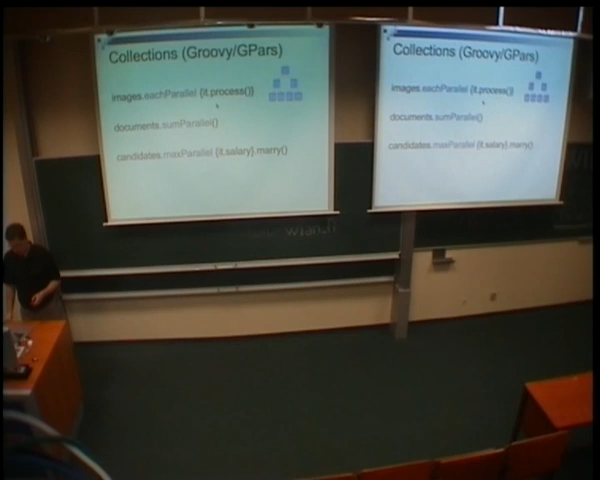 Collections (Groovy/GPars)
images.eachParallel {it.process()}
documents.sumParallel()
candidates.maxParallel {it.salary}.marry()
Collections (Groovy/GPars)
images.eachParallel {it.process()}
documents.sumParallel()
candidates.maxParallel {it.salary}.marry()